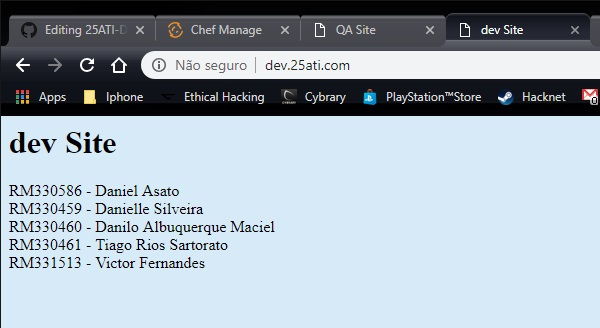 Editing 25ATI-D
Chef Manage
QA Site
dev Site
Não seguro
dev.25ati.com
Apps
Iphone
Ethical Hacking
Cybrary
PlayStation™Store
Hacknet
dev Site
RM330586 - Daniel Asato
RM330459 - Danielle Silveira
RM330460 - Danilo Albuquerque Maciel
RM330461 - Tiago Rios Sartorato
RM331513 - Victor Fernandes